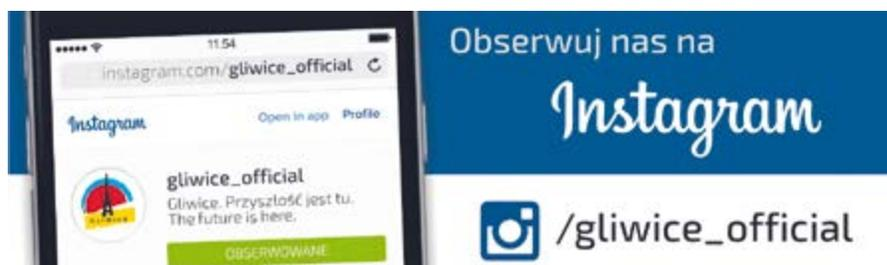 11.54
instagram.com/gliwice_official
Instagram
Open in app Profile
gliwice_official
Gliwice. Przyszłość jest tu.
The future is here.
OBSERWOWANE
GLIWICE
Obserwuj nas na
Instagram
/gliwice_official